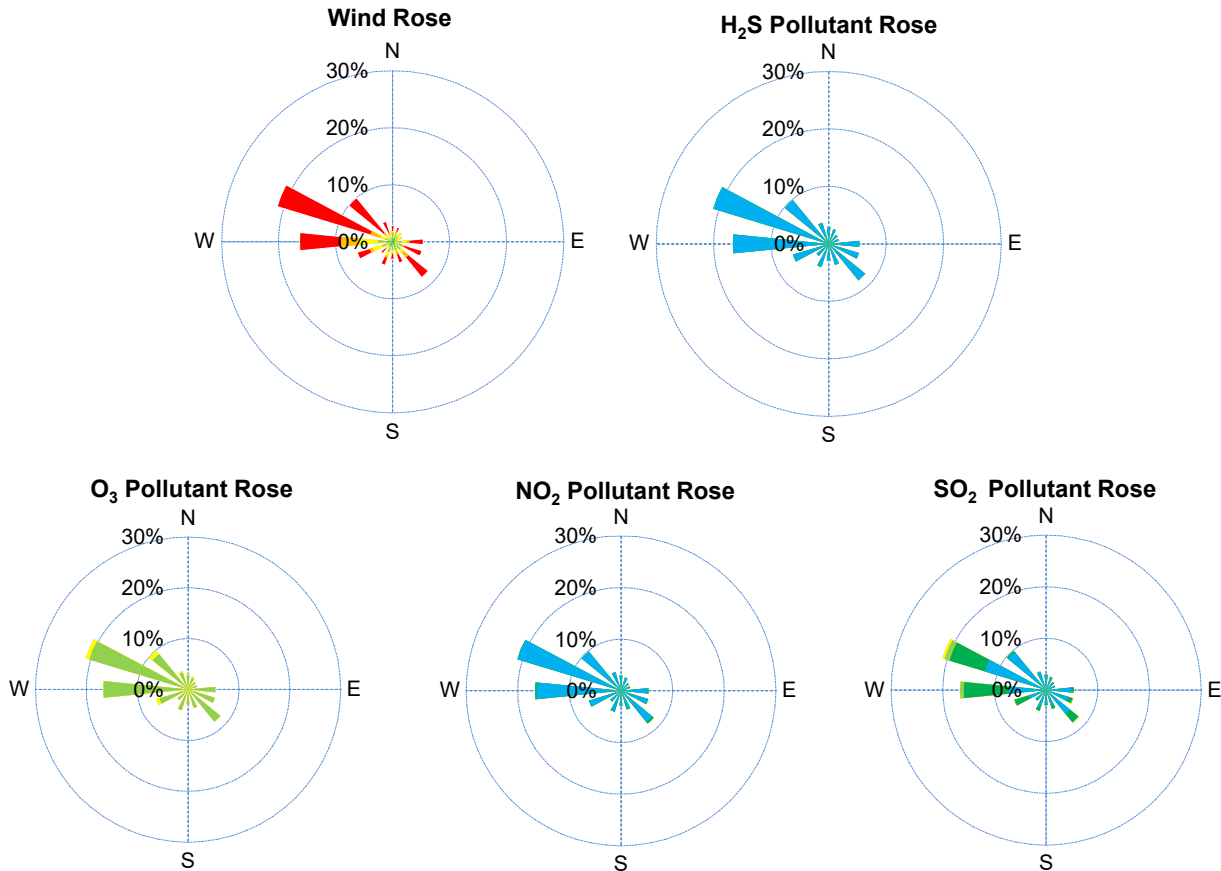 Wind Rose
N
30%
20%
10%
0%
W
E
S
H₂S Pollutant Rose
N
30%
20%
10%
0%
W
E
S
O₃ Pollutant Rose
N
30%
20%
10%
0%
W
E
S
NO₂ Pollutant Rose
N
30%
20%
10%
0%
W
E
S
SO₂ Pollutant Rose
N
30%
20%
10%
0%
W
E
S